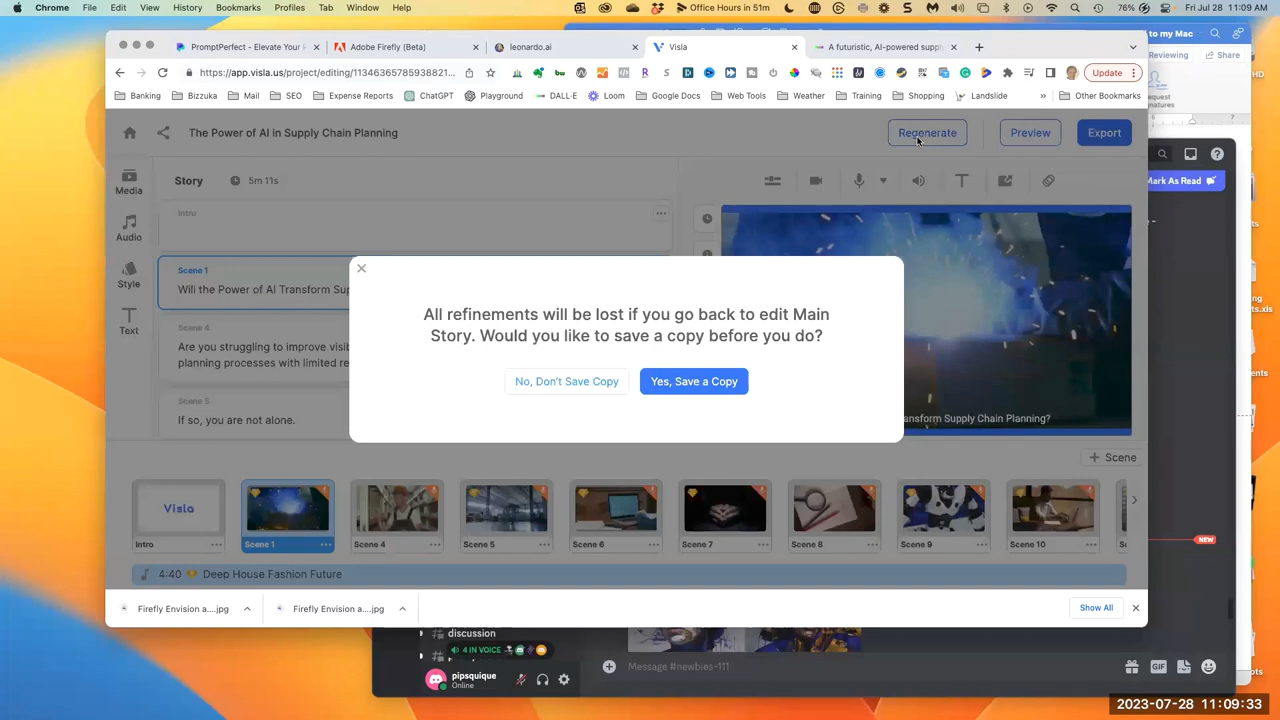 Chrome File Edit View History Bookmarks Profiles Tab Window Help
Office Hours in 51m
76%
Fri Jul 28 11:09 AM
to my Mac
PromptPerfect - Elevate Your
Adobe Firefly (Beta)
leonardo.ai
Visla
A futuristic, AI-powered suppl
Reviewing
Share
https://app.visla.us/project/editing/11346365785938821...
Update
Banking
Bizzuka
Mail
SEO
Expense Reports
ChatGPT
Playground
DALL-E
Loom
Google Docs
Web Tools
Weather
Training
Shopping
Landslide
»
Other Bookmarks
The Power of AI in Supply Chain Planning
Regenerate
Preview
Export
Mark As Read
Media
Audio
Style
Text
Story
5m 11s
Intro
Scene 1
Will the Power of AI Transform Sup
Scene 4
Are you struggling to improve visib
planning processes with limited re
Scene 5
If so, you are not alone.
All refinements will be lost if you go back to edit Main
Story. Would you like to save a copy before you do?
No, Don't Save Copy
Yes, Save a Copy
ansform Supply Chain Planning?
+ Scene
Visla
Intro
Scene 1
Scene 4
Scene 5
Scene 6
Scene 7
Scene 8
Scene 9
Scene 10
NEW
4:40
Deep House Fashion Future
Firefly Envision a....jpg
Firefly Envision a....jpg
Show All
discussion
4 IN VOICE
pipsquique
Online
Message #newbies-111
GIF
2023-07-28 11:09:33